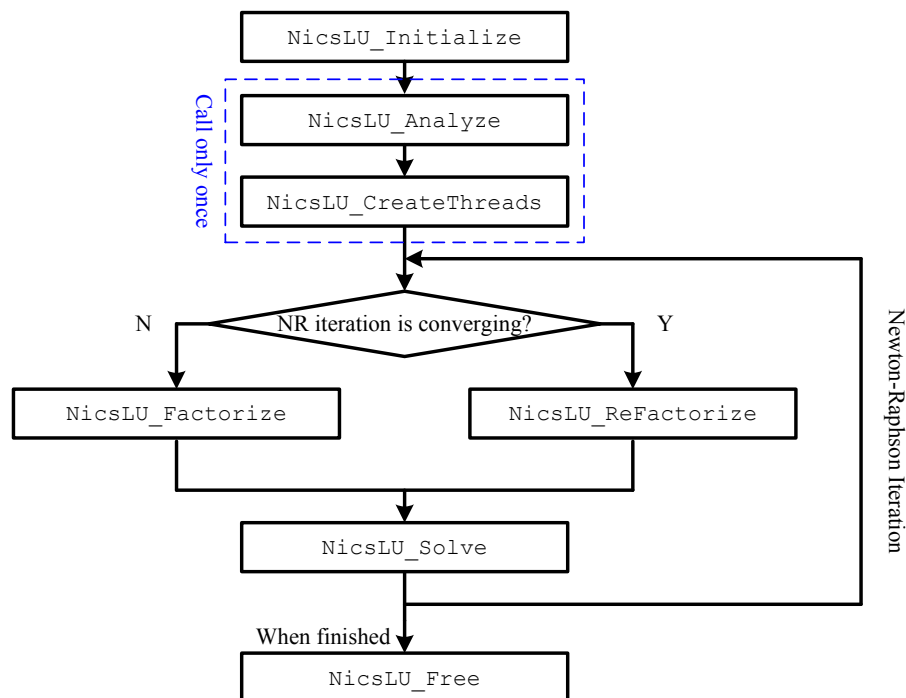 NicsLU_Initialize
Call only once
NicsLU_Analyze
NicsLU_CreateThreads
NR iteration is converging?
N
Y
NicsLU_Factorize
NicsLU_ReFactorize
Newton-Raphson Iteration
NicsLU_Solve
When finished
NicsLU_Free